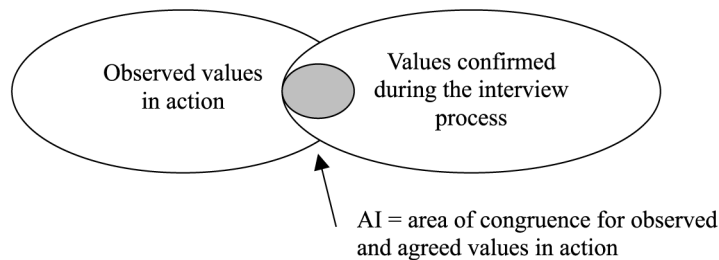 Observed values
in action
Values confirmed
during the interview
process
AI = area of congruence for observed
and agreed values in action